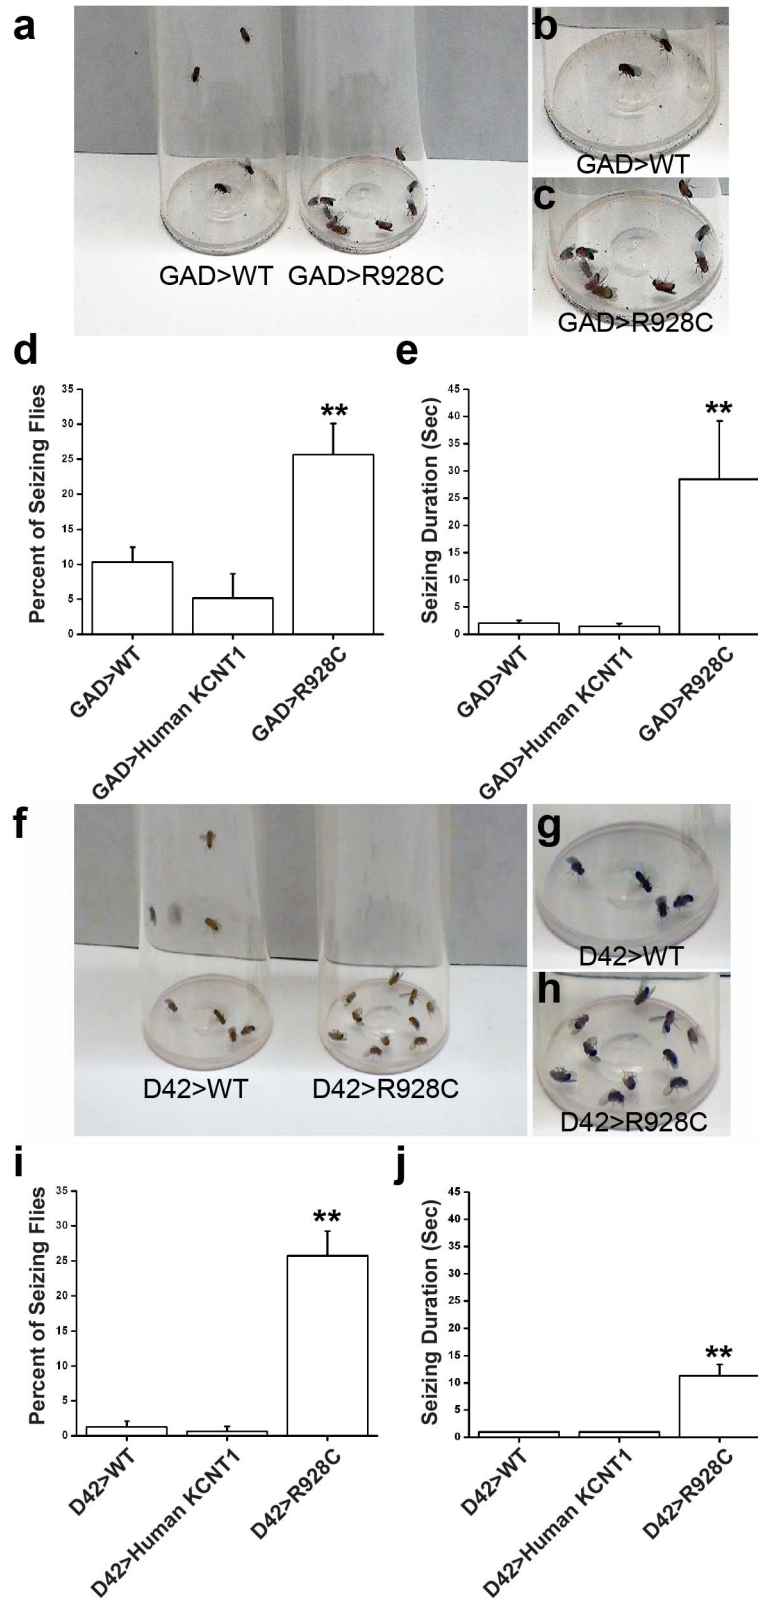 a
b
GAD>WT
c
GAD>WT GAD>R928C
GAD>R928C
d
e
Percent of Seizing Flies
35
30
25
20
15
10
5
0
**
GAD>WT
GAD>Human KCNT1
GAD>R928C
Seizing Duration (Sec)
45
40
35
30
25
20
15
10
5
0
**
GAD>WT
GAD>Human KCNT1
GAD>R928C
f
g
D42>WT
h
D42>WT D42>R928C
D42>R928C
i
j
Percent of Seizing Flies
35
30
25
20
15
10
5
0
**
D42>WT
D42>Human KCNT1
D42>R928C
Seizing Duration (Sec)
45
40
35
30
25
20
15
10
5
0
**
D42>WT
D42>Human KCNT1
D42>R928C